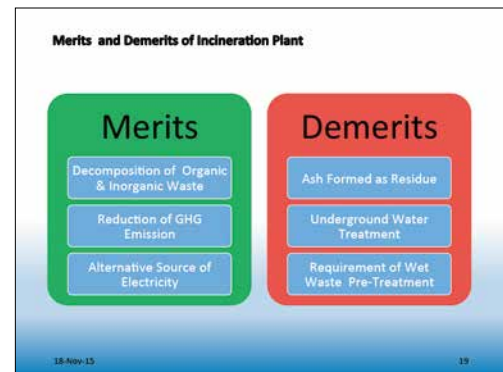 Merits and Demerits of Incineration Plant
Merits
Decomposition of Organic
& Inorganic Waste
Reduction of GHG
Emission
Alternative Source of
Electricity
Demerits
Ash Formed as Residue
Underground Water
Treatment
Requirement of Wet
Waste Pre-Treatment
18-Nov-15
19